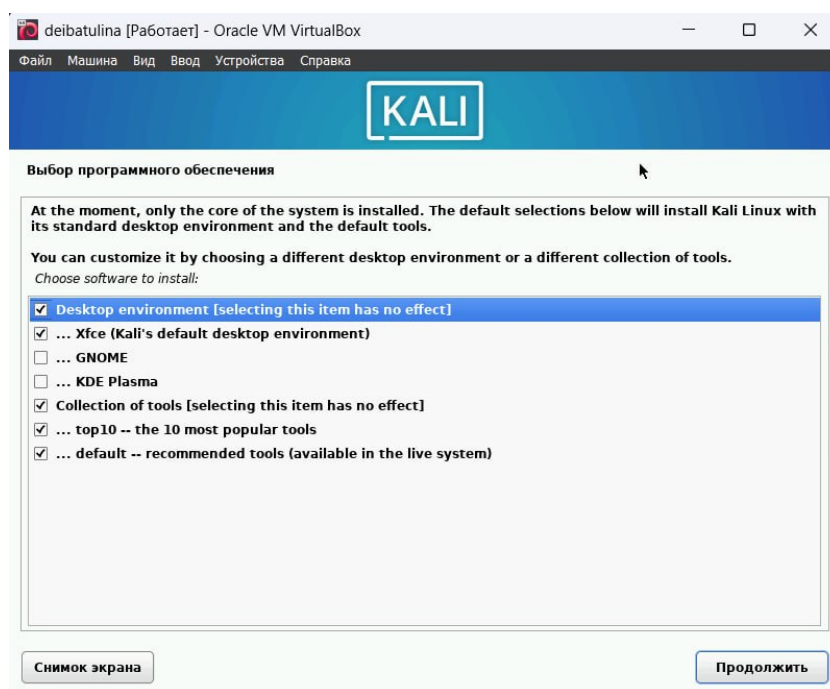 deibatulina [Работает] - Oracle VM VirtualBox
Файл Машина Вид Ввод Устройства Справка
KALI
Выбор программного обеспечения
At the moment, only the core of the system is installed. The default selections below will install Kali Linux with
its standard desktop environment and the default tools.
You can customize it by choosing a different desktop environment or a different collection of tools.
Choose software to install:
Desktop environment [selecting this item has no effect]
... Xfce (Kali's default desktop environment)
... GNOME
... KDE Plasma
Collection of tools [selecting this item has no effect]
... top10 -- the 10 most popular tools
... default -- recommended tools (available in the live system)
Снимок экрана
Продолжить